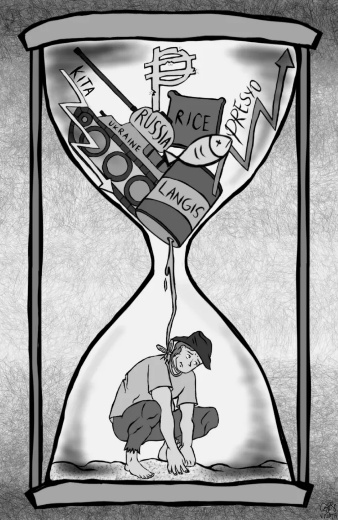 KITA
RUSSIA
UKRAINE
RICE
PRESYO
LANGIS